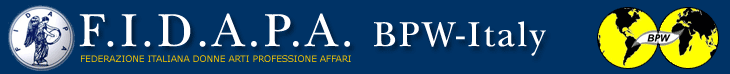 F.I.D.A.P.A. BPW-Italy
FEDERAZIONE ITALIANA DONNE ARTI PROFESSIONE AFFARI
BPW